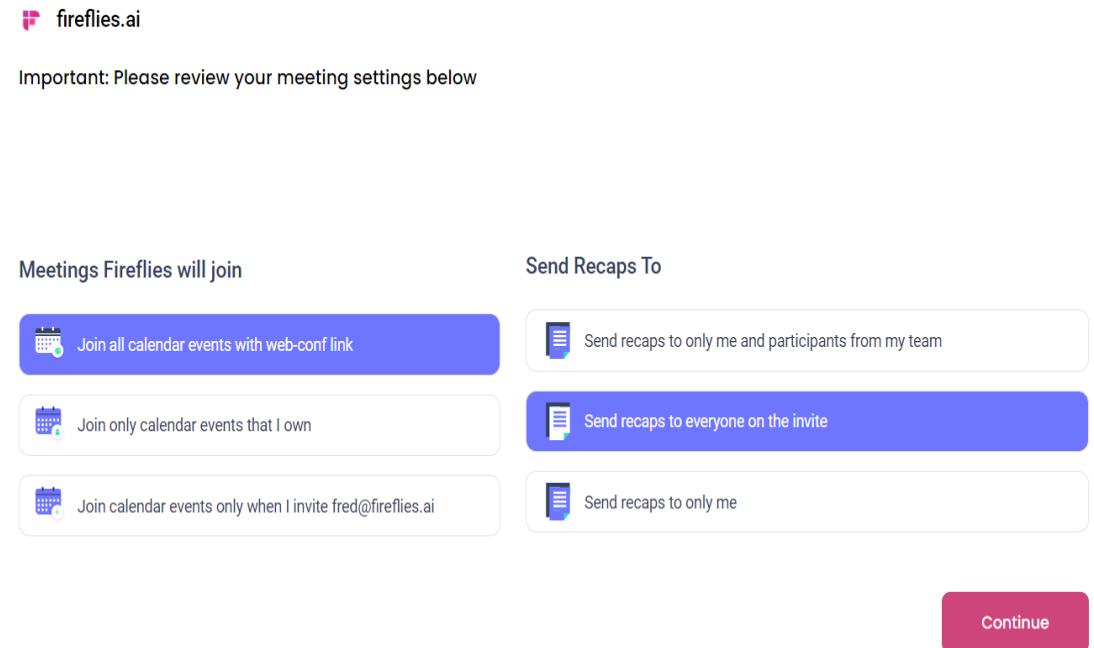 fireflies.ai
Important: Please review your meeting settings below
Meetings Fireflies will join
Join all calendar events with web-conf link
Join only calendar events that I own
Join calendar events only when I invite fred@fireflies.ai
Send Recaps To
Send recaps to only me and participants from my team
Send recaps to everyone on the invite
Send recaps to only me
Continue